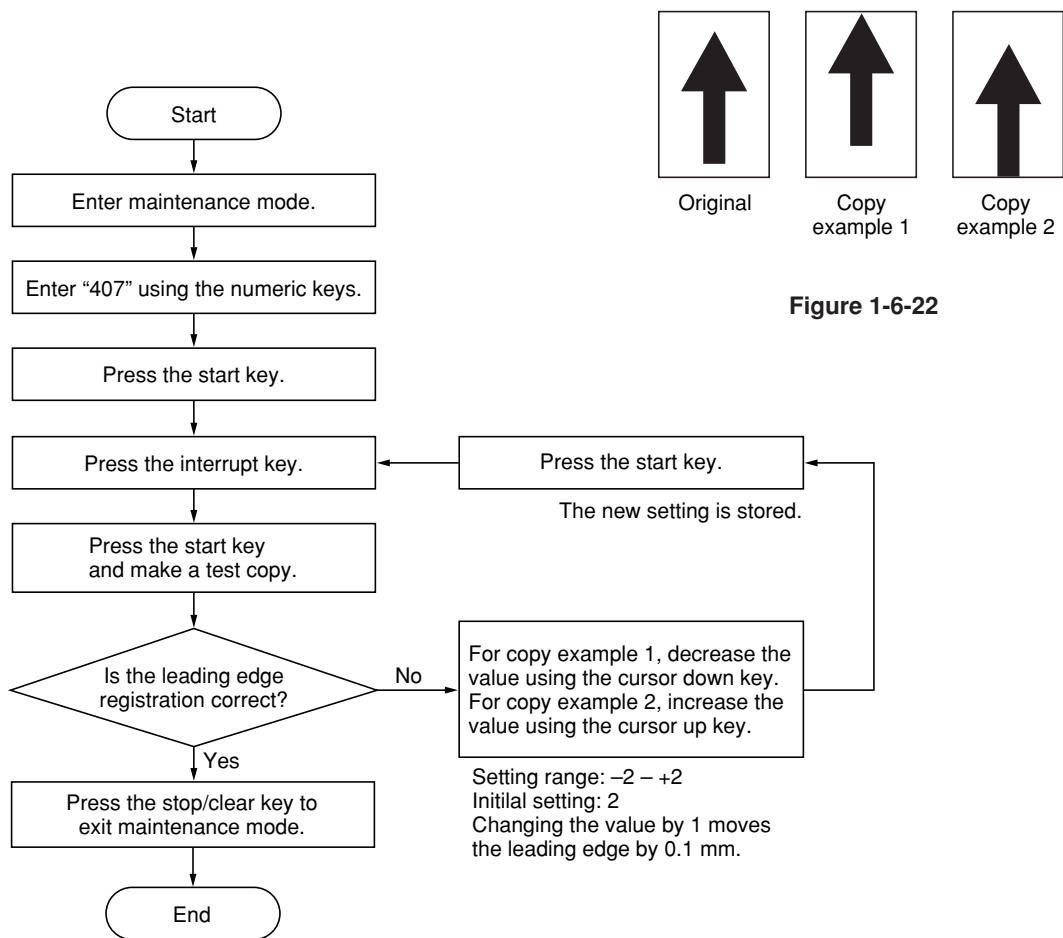 Start
Enter maintenance mode.
Enter “407” using the numeric keys.
Press the start key.
Press the interrupt key.
Press the start key
and make a test copy.
Is the leading edge
registration correct?
Yes
No
Press the stop/clear key to
exit maintenance mode.
End
For copy example 1, decrease the
value using the cursor down key.
For copy example 2, increase the
value using the cursor up key.
Setting range: –2 – +2
Initilal setting: 2
Changing the value by 1 moves
the leading edge by 0.1 mm.
Press the start key.
The new setting is stored.
Original
Copy
example 1
Copy
example 2
Figure 1-6-22